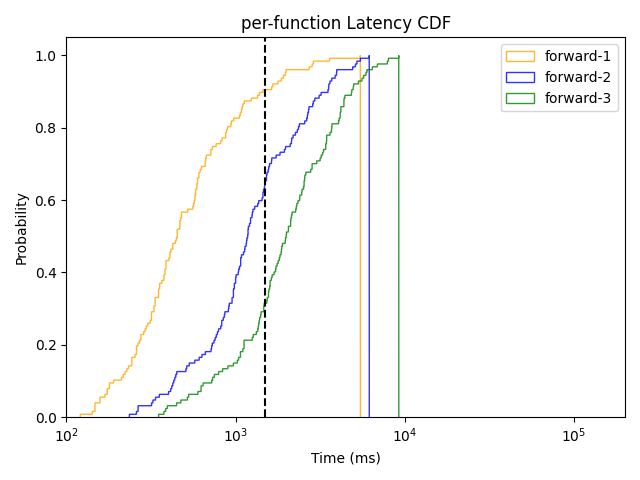 per-function Latency CDF
forward-1
forward-2
forward-3
Probability
1.0
0.8
0.6
0.4
0.2
0.0
10² 10³ 10⁴ 10⁵
Time (ms)